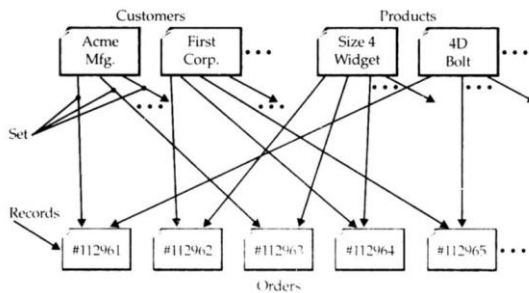 Customers
Products
Acme
Mfg.
First
Corp.
Size 4
Widget
4D
Bolt
Set
Records
#112961
#112962
#112963
#112964
#112965
Orders